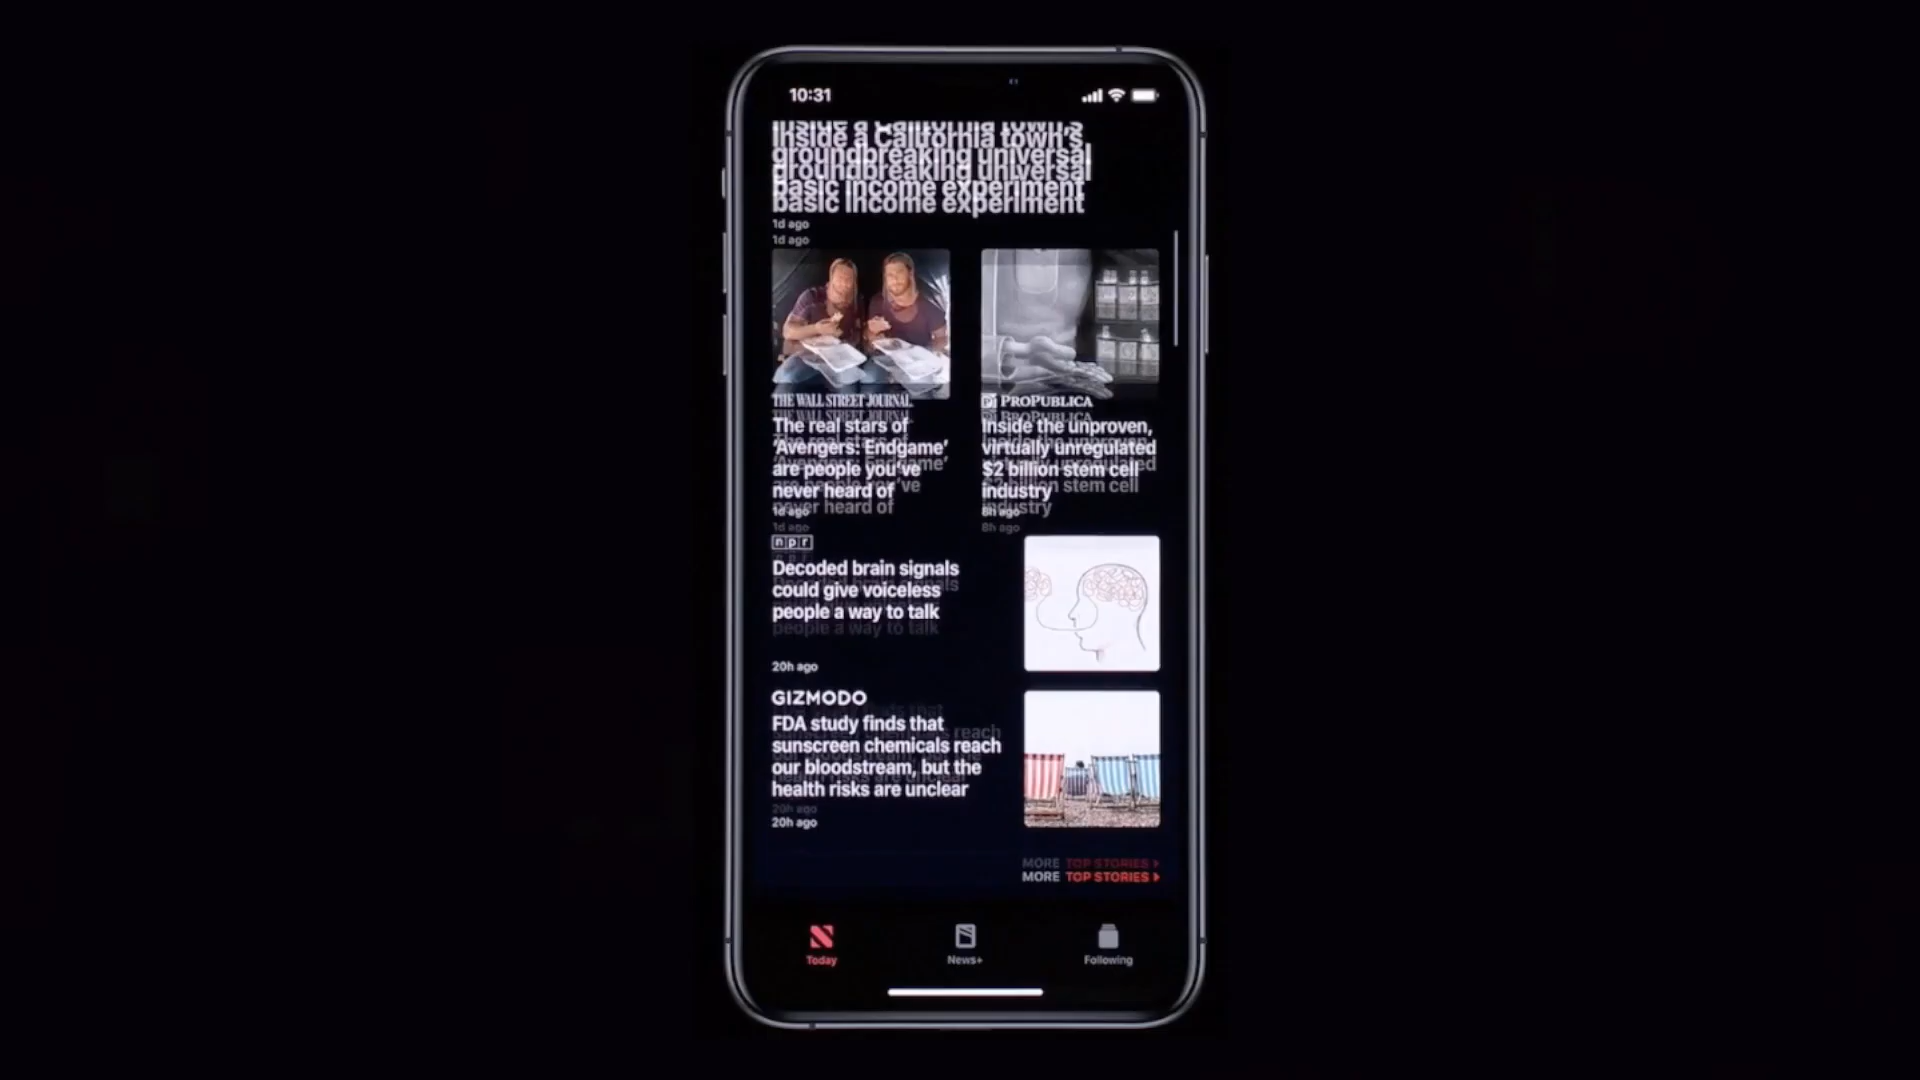 10:31
Inside a California town's
groundbreaking universal
basic income experiment
1d ago
THE WALL STREET JOURNAL.
The real stars of
'Avengers: Endgame'
are people you've
never heard of
1d ago
PROPUBLICA
Inside the unproven,
virtually unregulated
$2 billion stem cell
industry
8h ago
npr
Decoded brain signals
could give voiceless
people a way to talk
20h ago
GIZMODO
FDA study finds that
sunscreen chemicals reach
our bloodstream, but the
health risks are unclear
20h ago
MORE TOP STORIES
Today
News+
Following